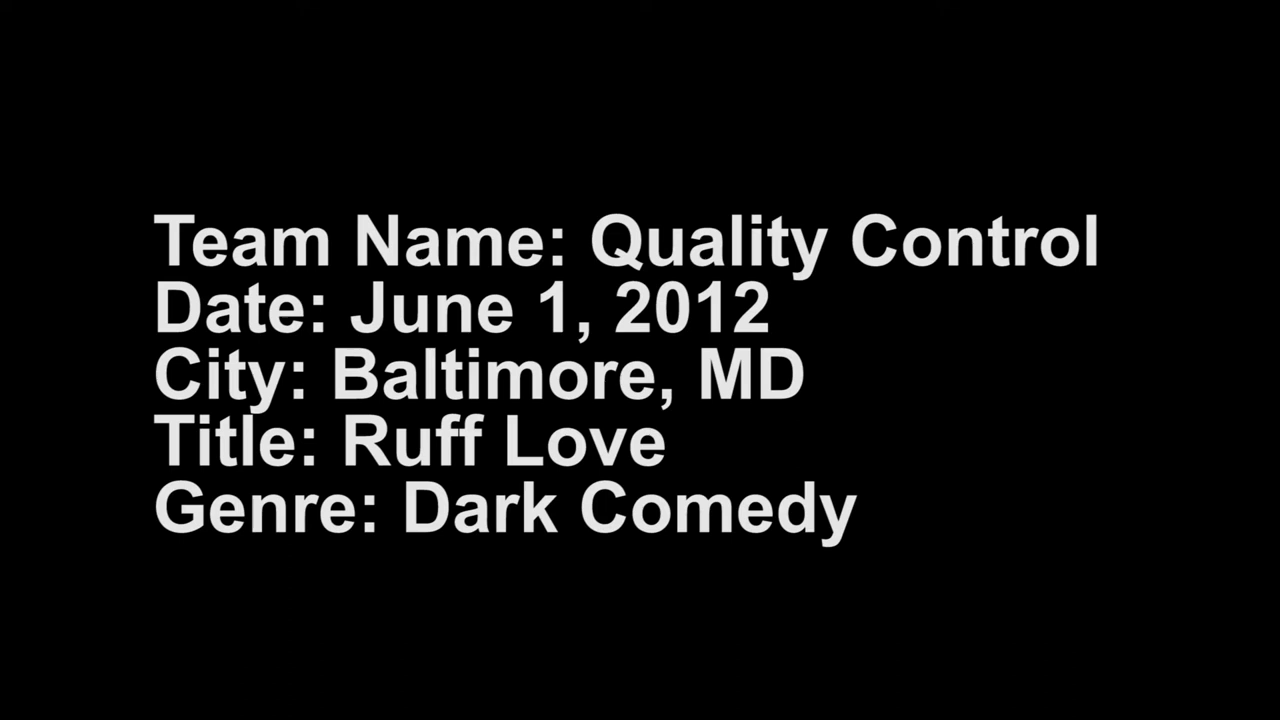 Team Name: Quality Control
Date: June 1, 2012
City: Baltimore, MD
Title: Ruff Love
Genre: Dark Comedy